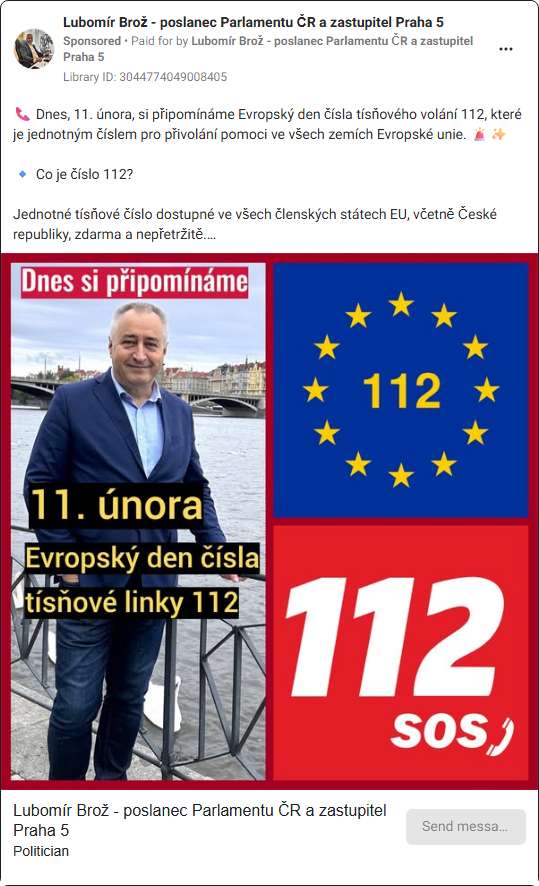 Lubomír Brož - poslanec Parlamentu ČR a zastupitel Praha 5
Sponsored • Paid for by Lubomír Brož - poslanec Parlamentu ČR a zastupitel
Praha 5
Library ID: 3044774049008405
📞 Dnes, 11. února, si připomínáme Evropský den čísla tísňového volání 112, které
je jednotným číslem pro přivolání pomoci ve všech zemích Evropské unie. 🚨 ✨
🔹 Co je číslo 112?
Jednotné tísňové číslo dostupné ve všech členských státech EU, včetně České
republiky, zdarma a nepřetržitě....
Dnes si připomínáme
11. února
Evropský den čísla
tísňové linky 112
112
112
SOS
Lubomír Brož - poslanec Parlamentu ČR a zastupitel
Praha 5
Politician
Send messa...